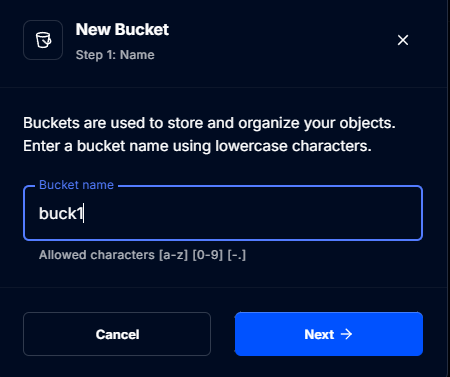 New Bucket
Step 1: Name
Buckets are used to store and organize your objects.
Enter a bucket name using lowercase characters.
Bucket name
buck1
Allowed characters [a-z] [0-9] [-.]
Cancel
Next →